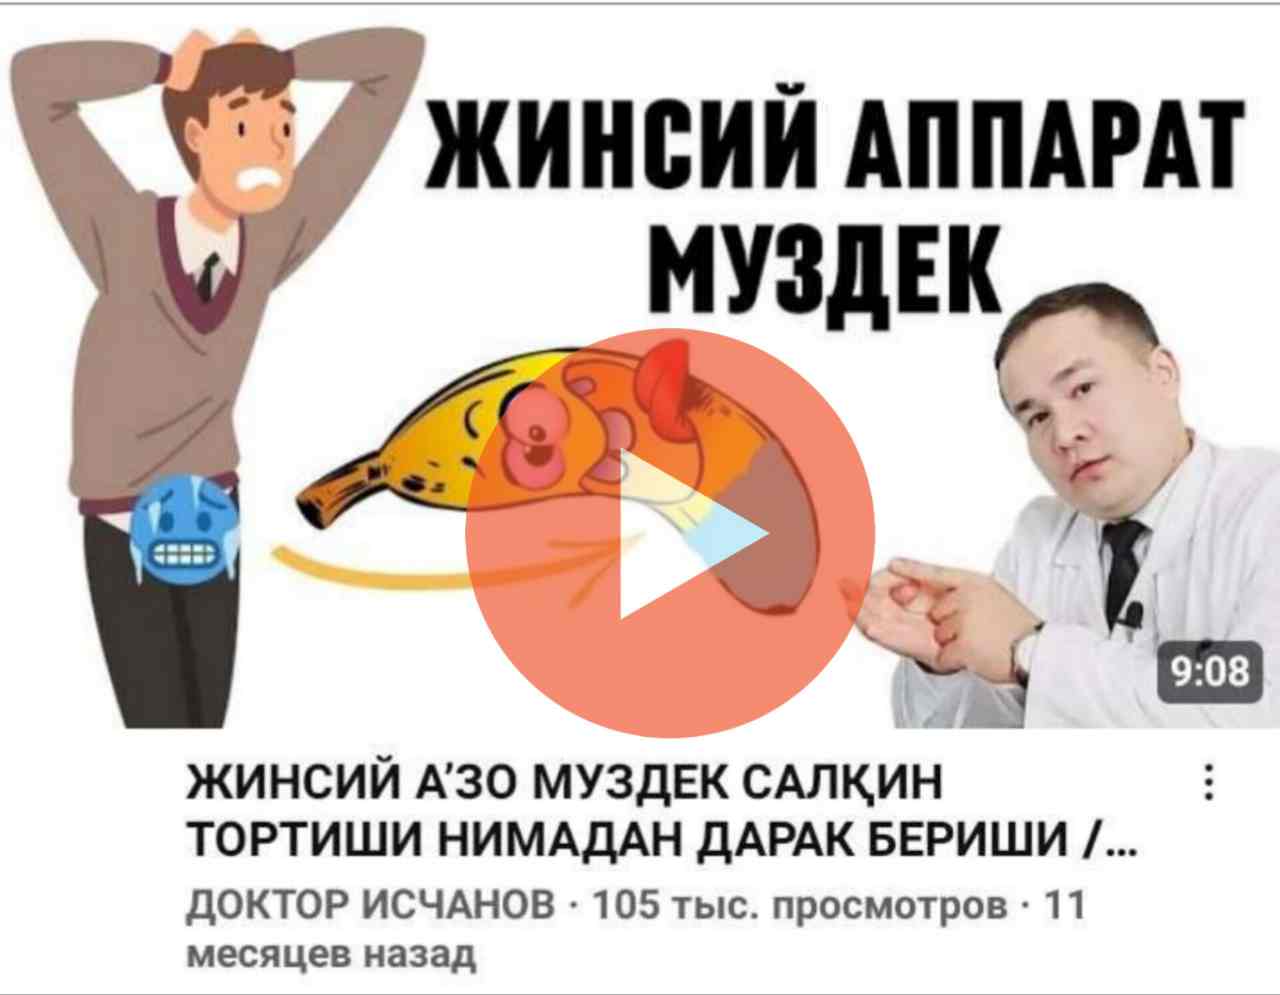 ЖИНСИЙ АППАРАТ
МУЗДЕК
9:08
ЖИНСИЙ А’ЗО МУЗДЕК САЛҚИН
ТОРТИШИ НИМАДАН ДАРАК БЕРИШИ /...
ДОКТОР ИСЧАНОВ · 105 тыс. просмотров · 11
месяцев назад